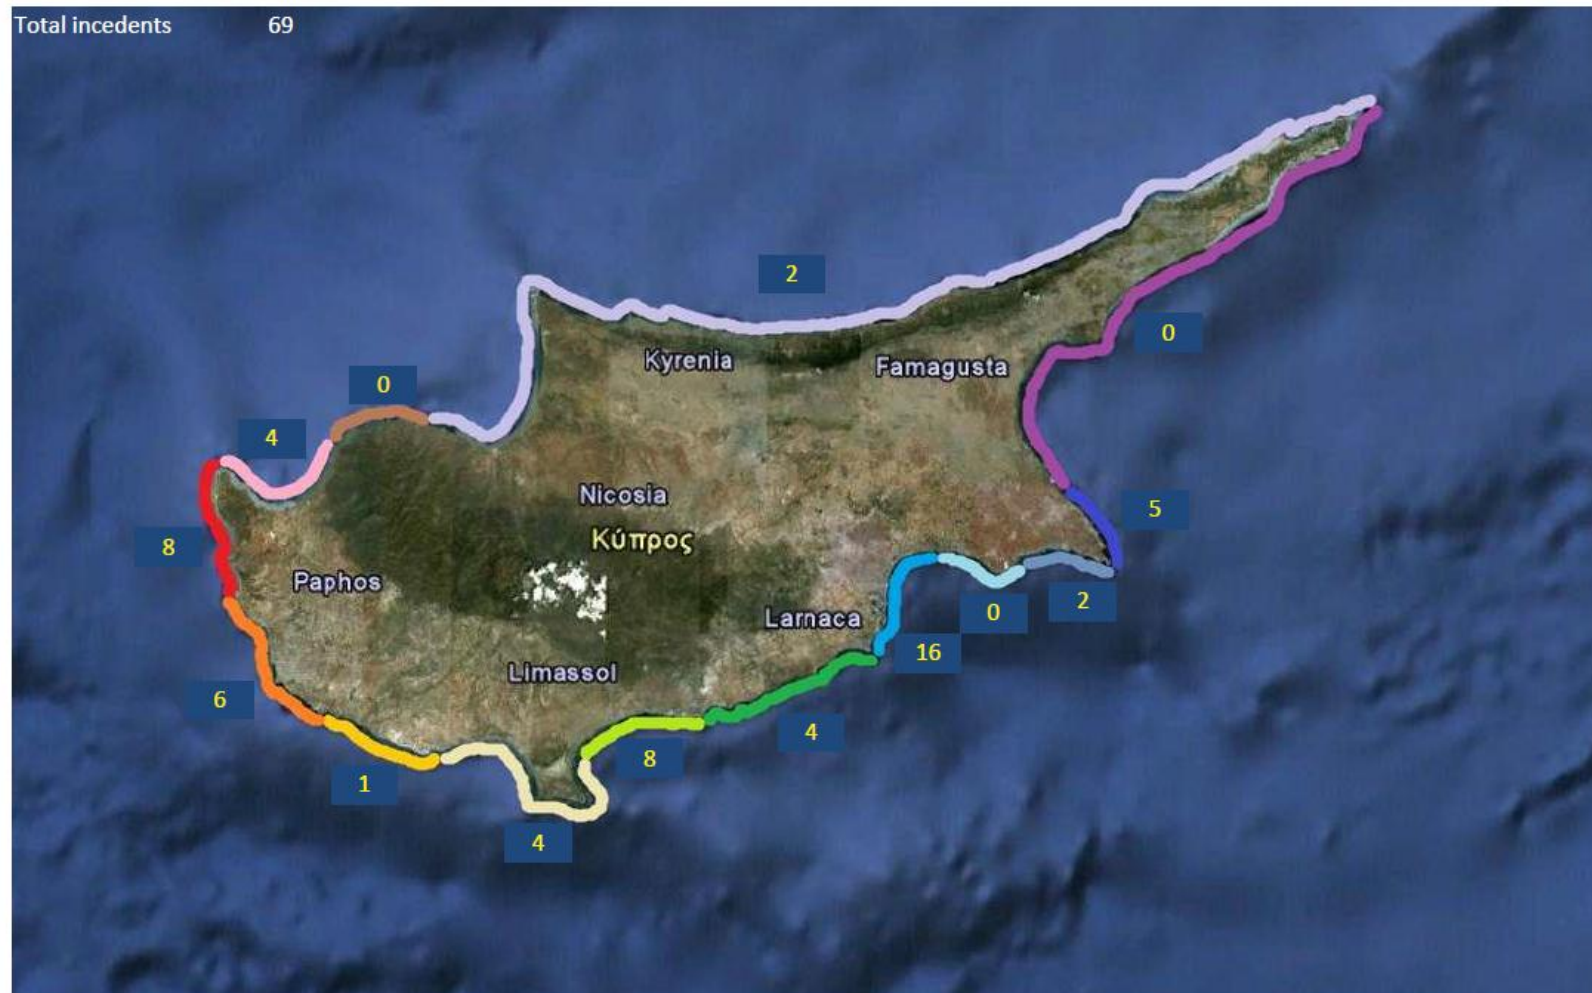 Total incedents 69
2
Kyrenia
Famagusta
0
0
4
Nicosia
5
Κύπρος
8
Paphos
Larnaca
0
2
16
Limassol
6
4
8
1
4